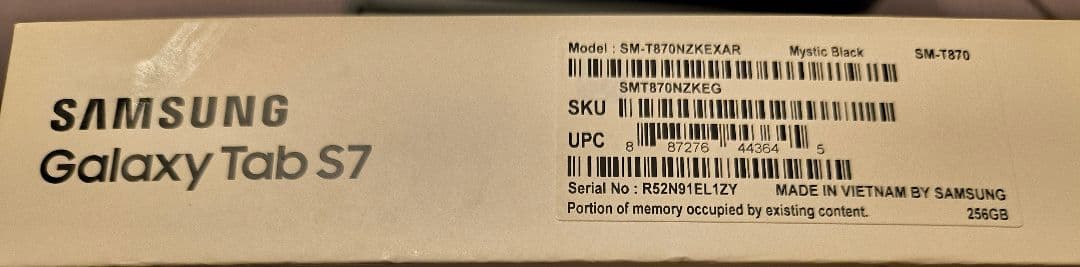 SAMSUNG
Galaxy Tab S7
Model : SM-T870NZKEXAR Mystic Black SM-T870
SMT870NZKEG
SKU
UPC 8 87276 44364 5
Serial No : R52N91EL1ZY MADE IN VIETNAM BY SAMSUNG
Portion of memory occupied by existing content. 256GB